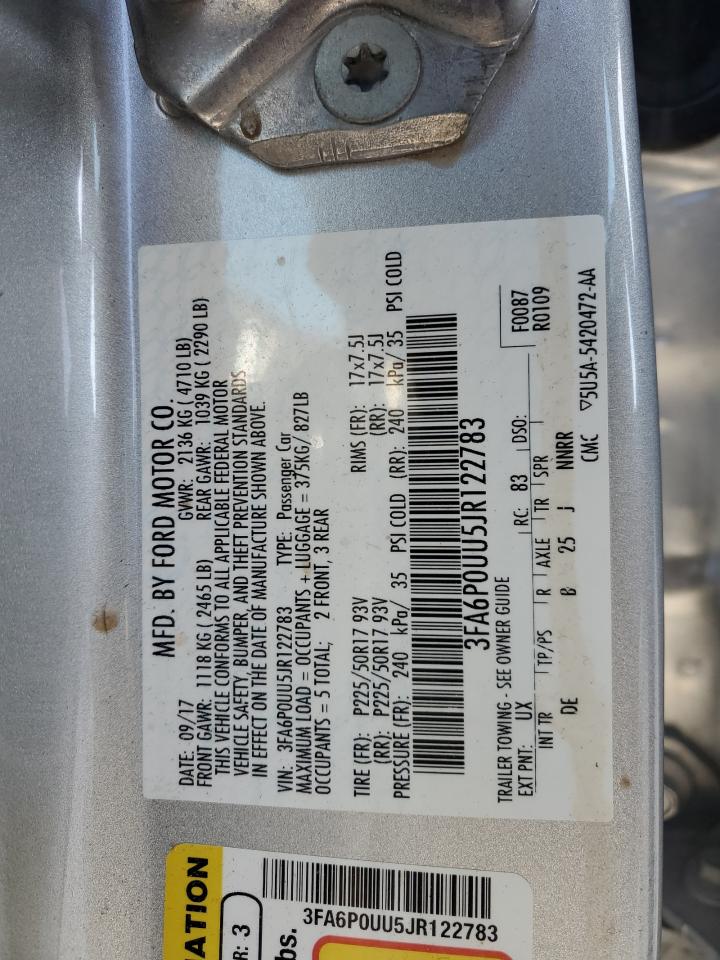 MFD. BY FORD MOTOR CO.
DATE: 09/17 GVWR: 2136 KG ( 4710 LB)
FRONT GAWR: 1118 KG ( 2465 LB) REAR GAWR: 1039 KG ( 2290 LB)
THIS VEHICLE CONFORMS TO ALL APPLICABLE FEDERAL MOTOR
VEHICLE SAFETY, BUMPER, AND THEFT PREVENTION STANDARDS
IN EFFECT ON THE DATE OF MANUFACTURE SHOWN ABOVE.
VIN: 3FA6P0UU5JR122783 TYPE: Passenger Car
MAXIMUM LOAD = OCCUPANTS + LUGGAGE = 375KG/ 827LB
OCCUPANTS = 5 TOTAL; 2 FRONT, 3 REAR
TIRE (FR): P225/50R17 93V RIMS (FR): 17x7.5J
(RR): P225/50R17 93V (RR): 17x7.5J
PRESSURE (FR): 240 kPa/ 35 PSI COLD (RR): 240 kPa/ 35 PSI COLD
3FA6P0UU5JR122783
TRAILER TOWING - SEE OWNER GUIDE F0087
EXT PNT: UX RC: 83 DSO: R0109
INT TR TP/PS R AXLE TR SPR
DE B 25 J NNRR
CMC ▽5U5A-5420472-AA
ATION
R: 3
bs.
3FA6P0UU5JR122783